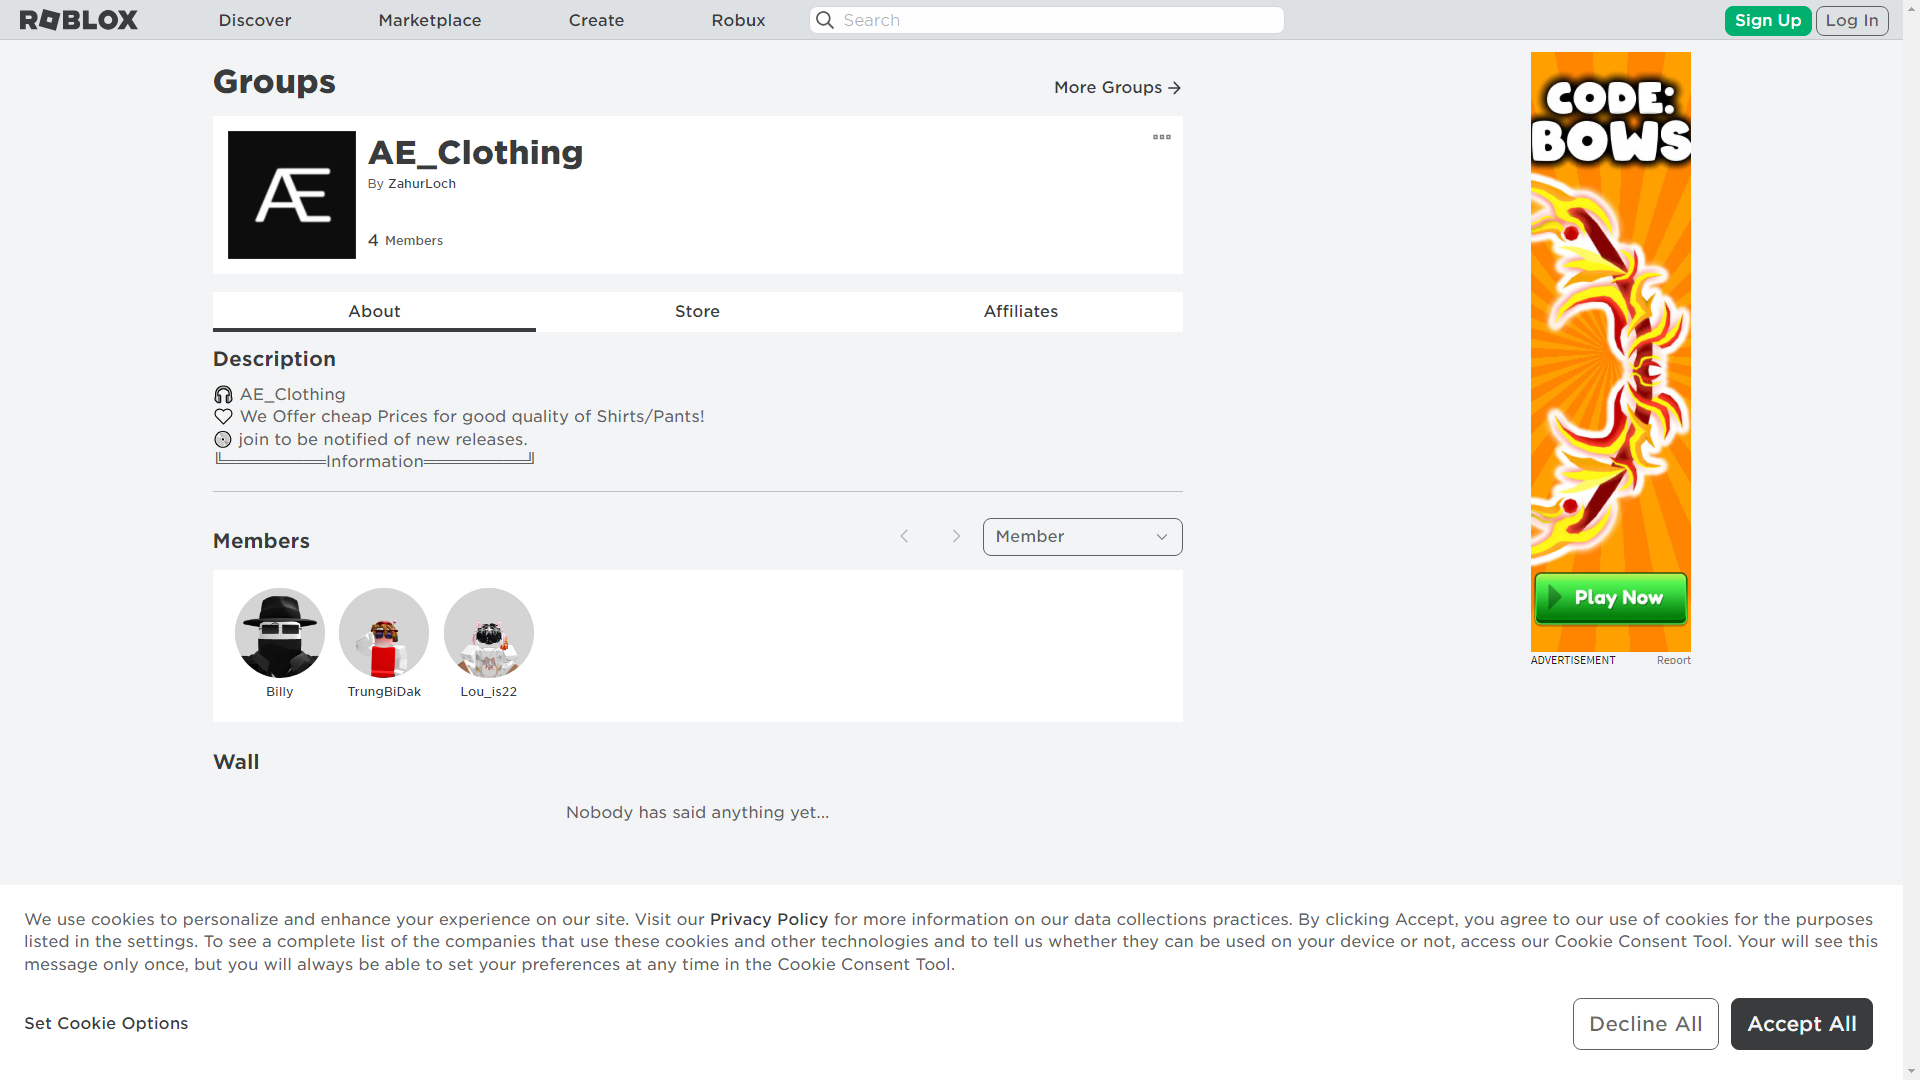 ROBLOX
Discover
Marketplace
Create
Robux
Search
Sign Up
Log In
Groups
More Groups
AE_Clothing
By ZahurLoch
4 Members
About
Store
Affiliates
Description
AE_Clothing
We Offer cheap Prices for good quality of Shirts/Pants!
join to be notified of new releases.
╚══════════Information══════════╝
Members
Member
Billy
TrungBiDak
Lou_is22
Wall
Nobody has said anything yet...
CODE:
BOWS
Play Now
ADVERTISEMENT
Report
We use cookies to personalize and enhance your experience on our site. Visit our Privacy Policy for more information on our data collections practices. By clicking Accept, you agree to our use of cookies for the purposes
listed in the settings. To see a complete list of the companies that use these cookies and other technologies and to tell us whether they can be used on your device or not, access our Cookie Consent Tool. Your will see this
message only once, but you will always be able to set your preferences at any time in the Cookie Consent Tool.
Set Cookie Options
Decline All
Accept All